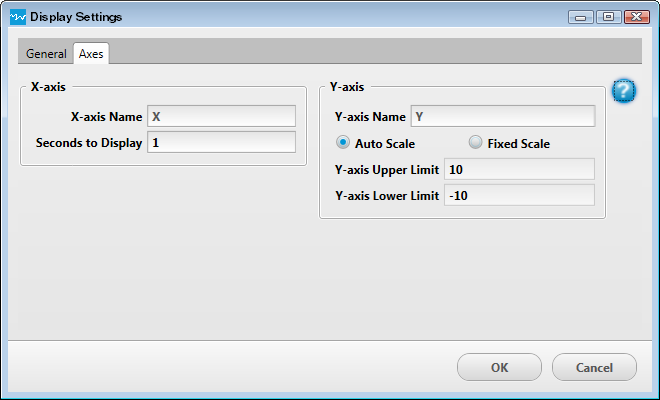 Display Settings
General Axes
X-axis
X-axis Name X
Seconds to Display 1
Y-axis
Y-axis Name Y
Auto Scale Fixed Scale
Y-axis Upper Limit 10
Y-axis Lower Limit -10
?
OK Cancel